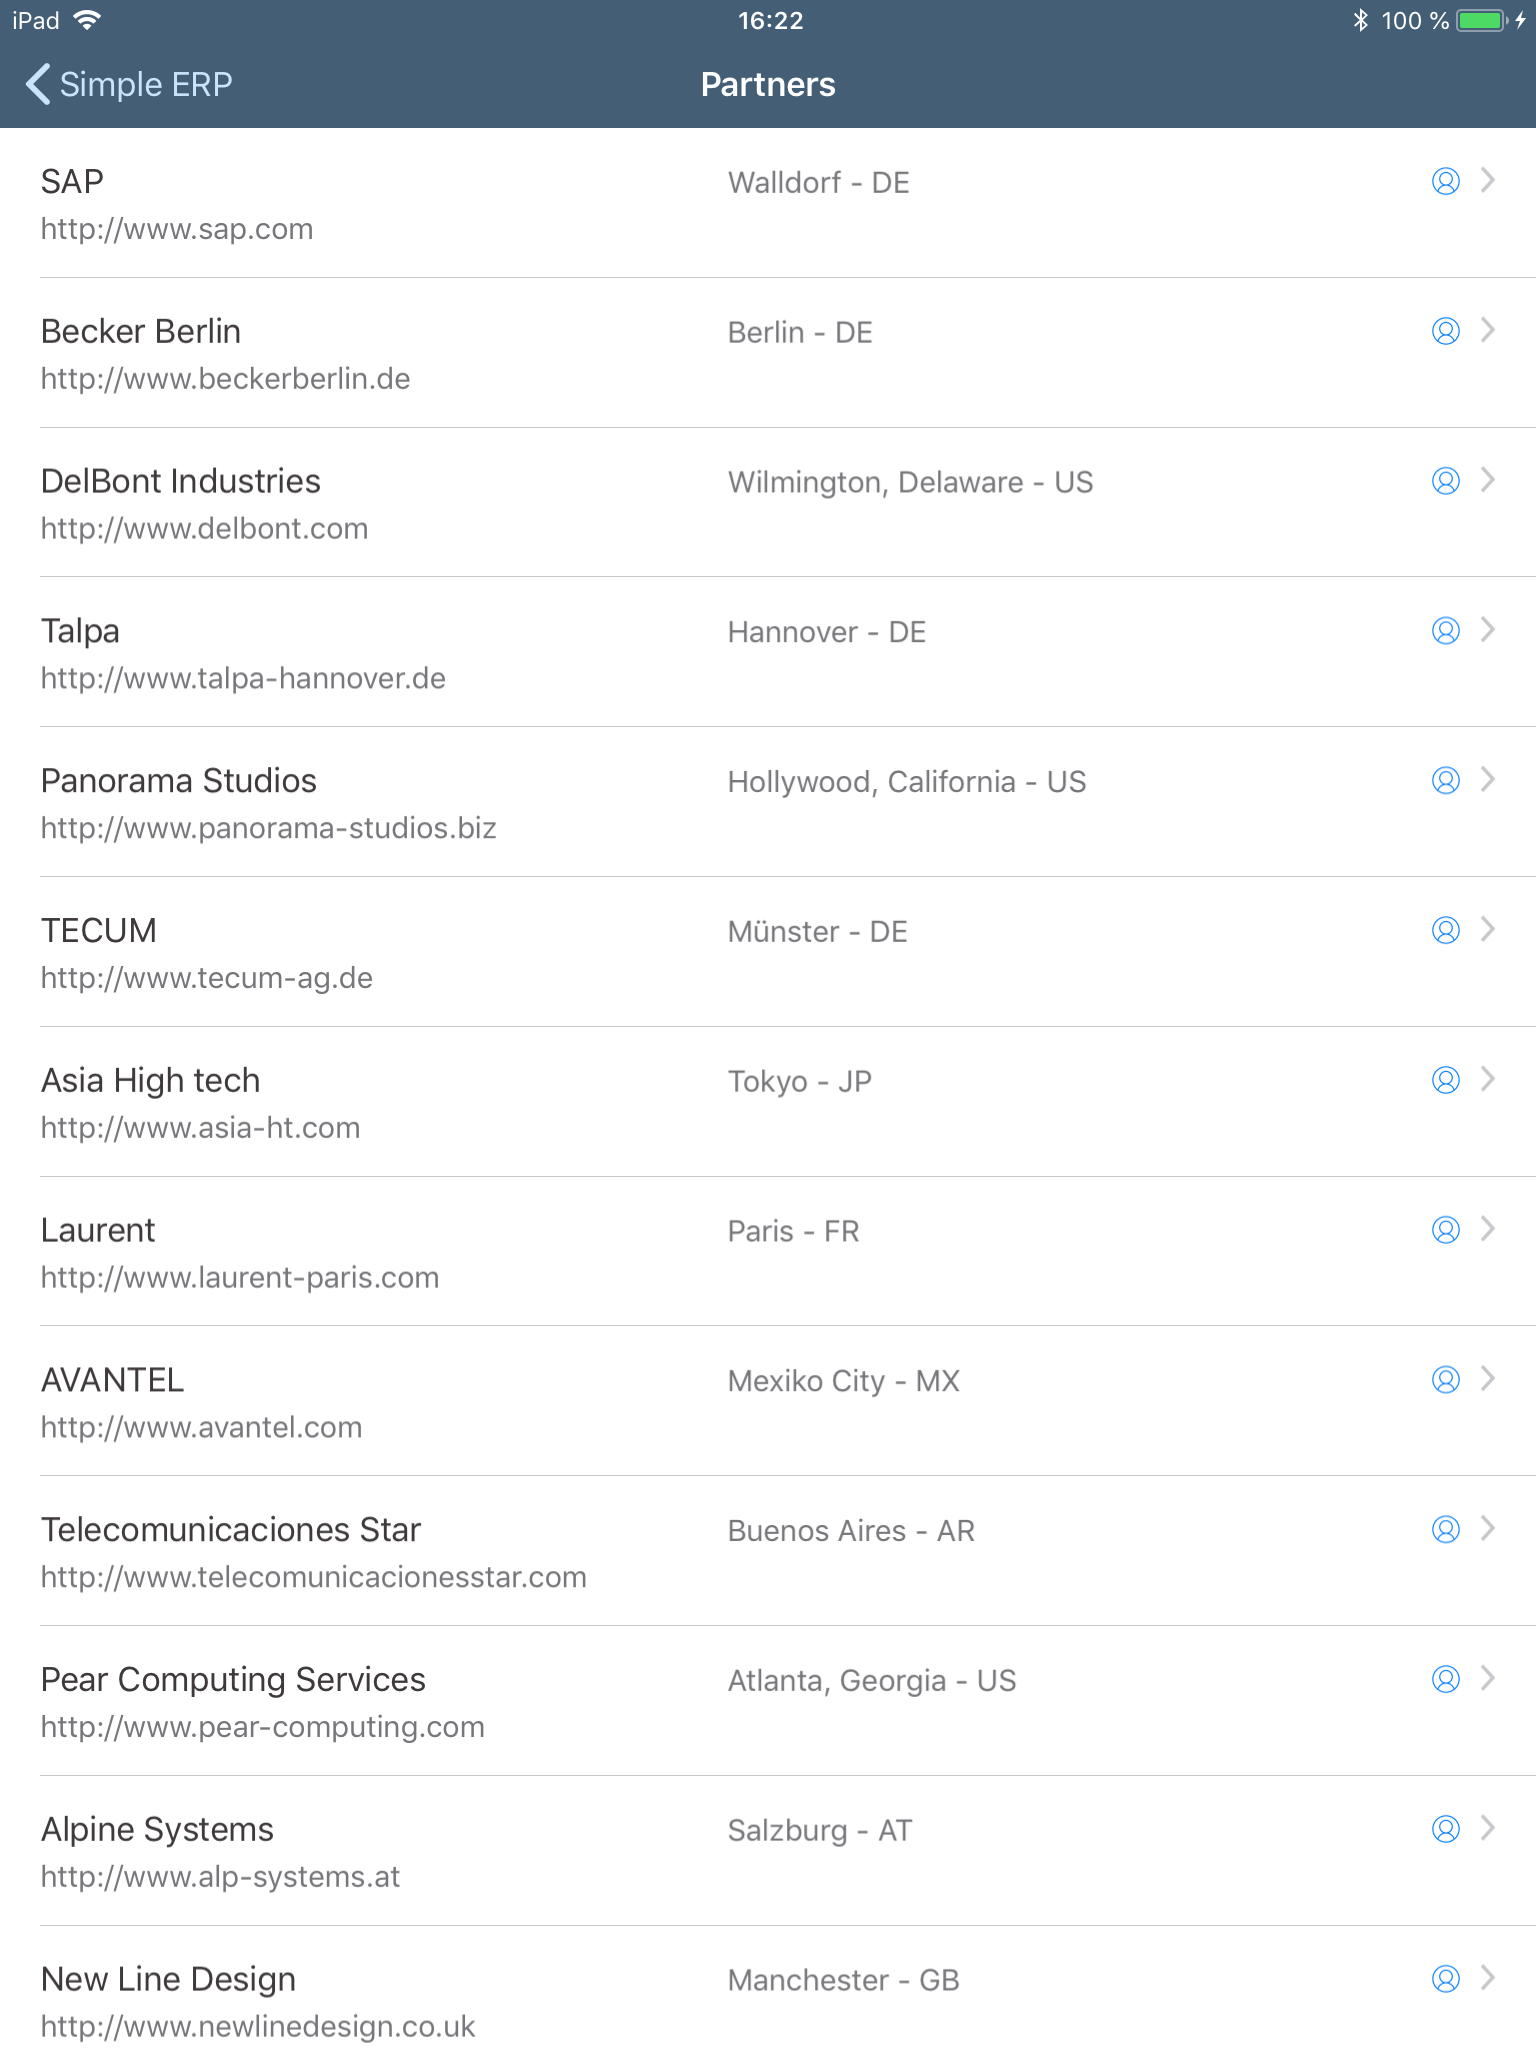 iPad 16:22 100 %
Simple ERP Partners
SAP Walldorf - DE
http://www.sap.com
Becker Berlin Berlin - DE
http://www.beckerberlin.de
DelBont Industries Wilmington, Delaware - US
http://www.delbont.com
Talpa Hannover - DE
http://www.talpa-hannover.de
Panorama Studios Hollywood, California - US
http://www.panorama-studios.biz
TECUM Münster - DE
http://www.tecum-ag.de
Asia High tech Tokyo - JP
http://www.asia-ht.com
Laurent Paris - FR
http://www.laurent-paris.com
AVANTEL Mexiko City - MX
http://www.avantel.com
Telecomunicaciones Star Buenos Aires - AR
http://www.telecomunicacionesstar.com
Pear Computing Services Atlanta, Georgia - US
http://www.pear-computing.com
Alpine Systems Salzburg - AT
http://www.alp-systems.at
New Line Design Manchester - GB
http://www.newlinedesign.co.uk